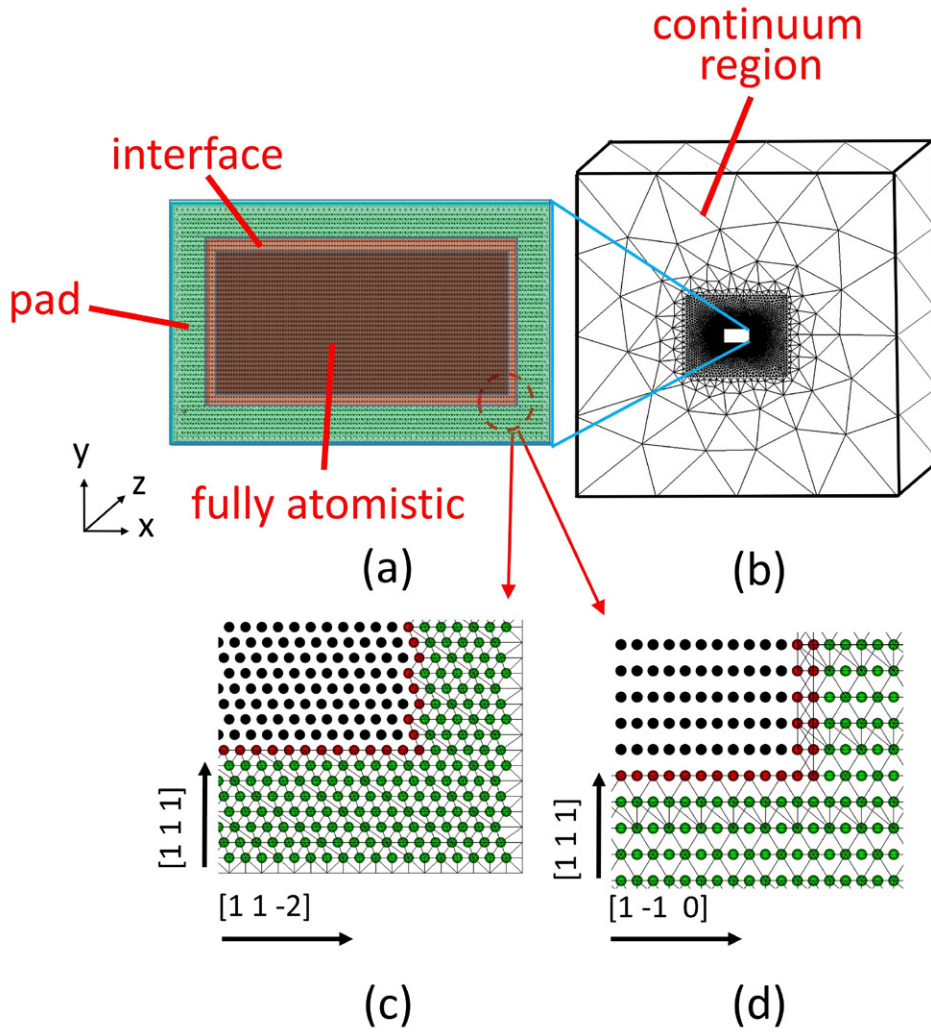 continuum
region
interface
pad
fully atomistic
y
z
x
(a)
(b)
[1 1 1]
[1 1 -2]
[1 1 1]
[1 -1 0]
(c)
(d)